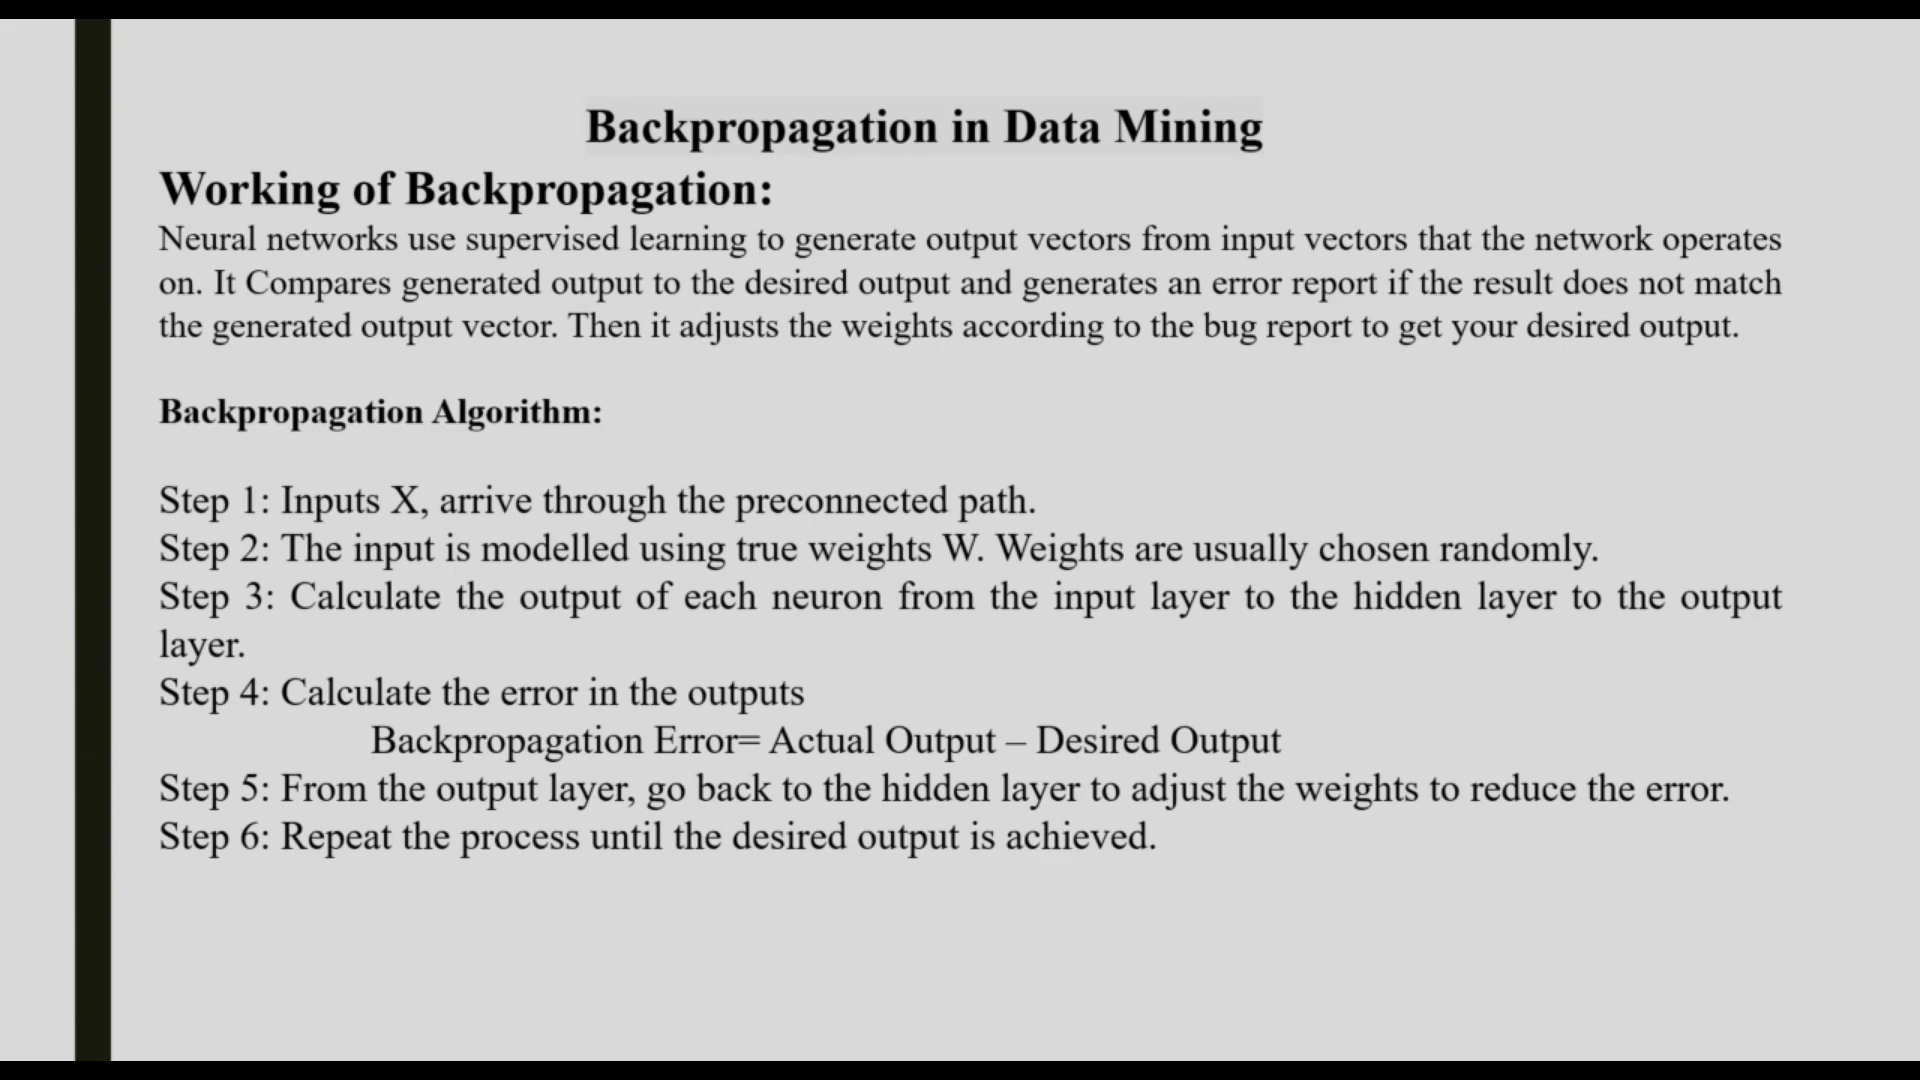 Backpropagation in Data Mining
Working of Backpropagation:
Neural networks use supervised learning to generate output vectors from input vectors that the network operates
on. It Compares generated output to the desired output and generates an error report if the result does not match
the generated output vector. Then it adjusts the weights according to the bug report to get your desired output.
Backpropagation Algorithm:
Step 1: Inputs X, arrive through the preconnected path.
Step 2: The input is modelled using true weights W. Weights are usually chosen randomly.
Step 3: Calculate the output of each neuron from the input layer to the hidden layer to the output
layer.
Step 4: Calculate the error in the outputs
Backpropagation Error= Actual Output – Desired Output
Step 5: From the output layer, go back to the hidden layer to adjust the weights to reduce the error.
Step 6: Repeat the process until the desired output is achieved.